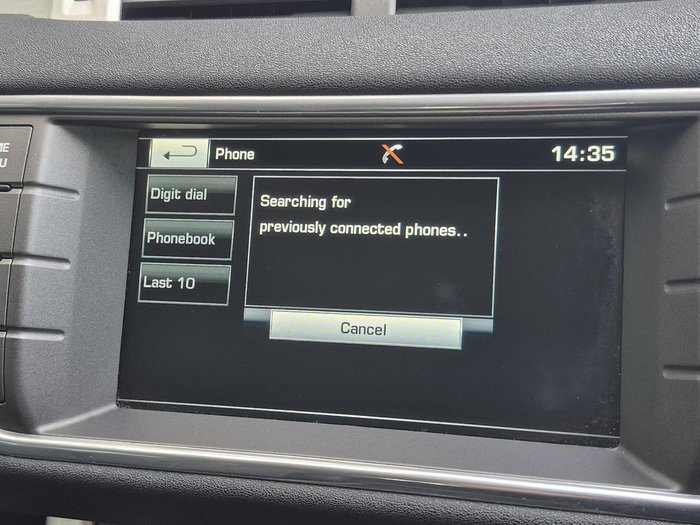 Phone
14:35
Digit dial
Searching for
previously connected phones..
Phonebook
Last 10
Cancel